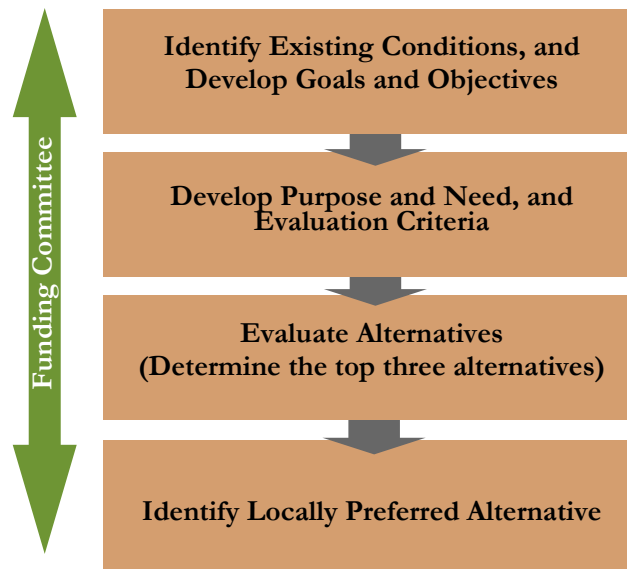 Identify Existing Conditions, and
Develop Goals and Objectives
Develop Purpose and Need, and
Evaluation Criteria
Evaluate Alternatives
(Determine the top three alternatives)
Identify Locally Preferred Alternative
Funding Committee